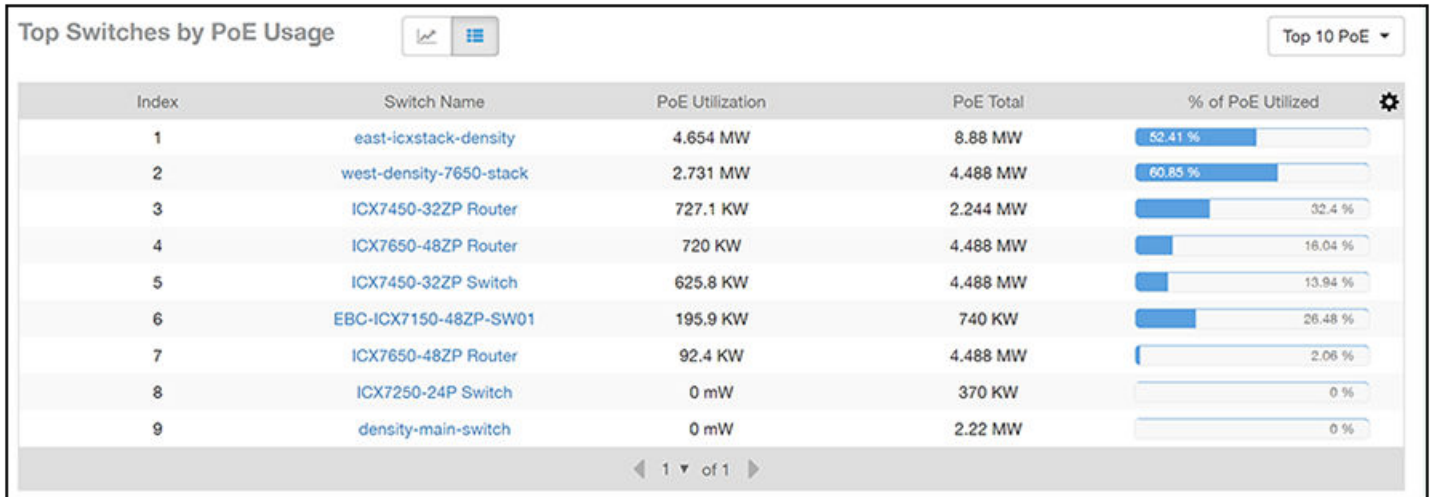 Top Switches by PoE Usage Top 10 PoE
Index Switch Name PoE Utilization PoE Total % of PoE Utilized
1 east-icxstack-density 4.654 MW 8.88 MW 52.41 %
2 west-density-7650-stack 2.731 MW 4.488 MW 60.85 %
3 ICX7450-32ZP Router 727.1 KW 2.244 MW 32.4 %
4 ICX7650-48ZP Router 720 KW 4.488 MW 16.04 %
5 ICX7450-32ZP Switch 625.8 KW 4.488 MW 13.94 %
6 EBC-ICX7150-48ZP-SW01 195.9 KW 740 KW 26.48 %
7 ICX7650-48ZP Router 92.4 KW 4.488 MW 2.06 %
8 ICX7250-24P Switch 0 mW 370 KW 0 %
9 density-main-switch 0 mW 2.22 MW 0 %
1 of 1